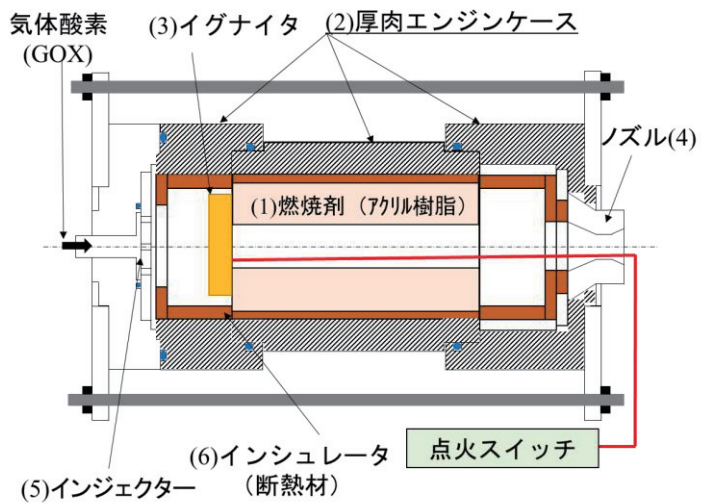 気体酸素
(GOX)
(3)イグナイタ
(2)厚肉エンジンケース
ノズル(4)
(1)燃焼剤（アクリル樹脂）
(5)インジェクター
(6)インシュレータ
（断熱材）
点火スイッチ